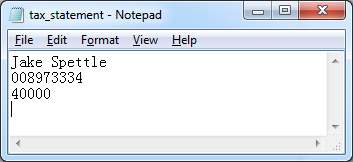 tax_statement - Notepad
File Edit Format View Help
Jake Spettle
008973334
40000